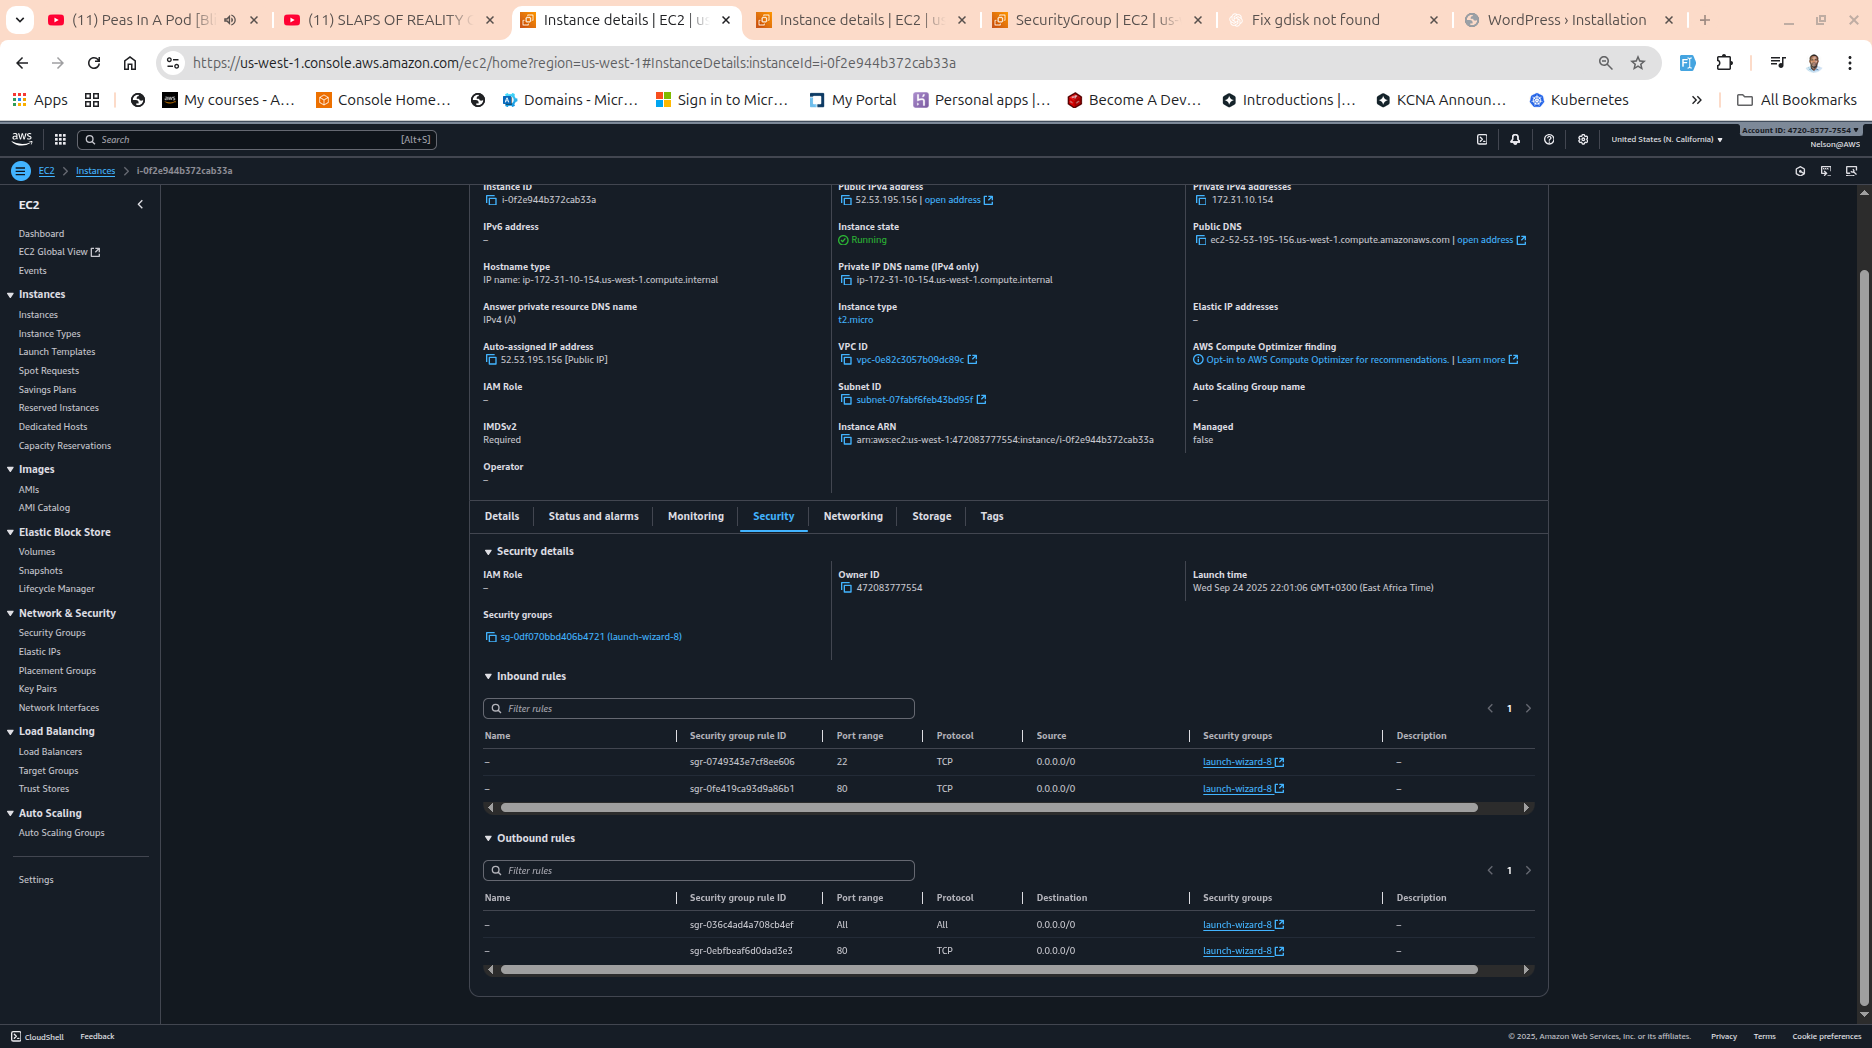 (11) Peas In A Pod [Bl
(11) SLAPS OF REALITY
Instance details | EC2 | us
Instance details | EC2 | us
SecurityGroup | EC2 | us-
Fix gdisk not found
WordPress › Installation
https://us-west-1.console.aws.amazon.com/ec2/home?region=us-west-1#InstanceDetails:instanceId=i-0f2e944b372cab33a
Apps
My courses - A…
Console Home…
Domains - Micr…
Sign in to Micr…
My Portal
Personal apps |…
Become A Dev…
Introductions |…
KCNA Announ…
Kubernetes
»
All Bookmarks
aws
Search
[Alt+S]
United States (N. California)
Account ID: 4720-8377-7554
Nelson@AWS
EC2
Instances
i-0f2e944b372cab33a
EC2
Dashboard
EC2 Global View
Events
Instances
Instances
Instance Types
Launch Templates
Spot Requests
Savings Plans
Reserved Instances
Dedicated Hosts
Capacity Reservations
Images
AMIs
AMI Catalog
Elastic Block Store
Volumes
Snapshots
Lifecycle Manager
Network & Security
Security Groups
Elastic IPs
Placement Groups
Key Pairs
Network Interfaces
Load Balancing
Load Balancers
Target Groups
Trust Stores
Auto Scaling
Auto Scaling Groups
Settings
Instance ID
i-0f2e944b372cab33a
Public IPv4 address
52.53.195.156 | open address
Private IPv4 addresses
172.31.10.154
IPv6 address
–
Instance state
Running
Public DNS
ec2-52-53-195-156.us-west-1.compute.amazonaws.com | open address
Hostname type
IP name: ip-172-31-10-154.us-west-1.compute.internal
Private IP DNS name (IPv4 only)
ip-172-31-10-154.us-west-1.compute.internal
Answer private resource DNS name
IPv4 (A)
Instance type
t2.micro
Elastic IP addresses
–
Auto-assigned IP address
52.53.195.156 [Public IP]
VPC ID
vpc-0e82c3057b09dc89c
AWS Compute Optimizer finding
Opt-in to AWS Compute Optimizer for recommendations. | Learn more
IAM Role
–
Subnet ID
subnet-07fabf6feb43bd95f
Auto Scaling Group name
–
IMDSv2
Required
Instance ARN
arn:aws:ec2:us-west-1:472083777554:instance/i-0f2e944b372cab33a
Managed
false
Operator
–
Details
Status and alarms
Monitoring
Security
Networking
Storage
Tags
Security details
IAM Role
–
Owner ID
472083777554
Launch time
Wed Sep 24 2025 22:01:06 GMT+0300 (East Africa Time)
Security groups
sg-0df070bbd406b4721 (launch-wizard-8)
Inbound rules
Filter rules
1
Name Security group rule ID Port range Protocol Source Security groups Description
– sgr-0749343e7cf8ee606 22 TCP 0.0.0.0/0 launch-wizard-8 –
– sgr-0fe419ca93d9a86b1 80 TCP 0.0.0.0/0 launch-wizard-8 –
Outbound rules
Filter rules
1
Name Security group rule ID Port range Protocol Destination Security groups Description
– sgr-036c4ad4a708cb4ef All All 0.0.0.0/0 launch-wizard-8 –
– sgr-0ebfbeaf6d0dad3e3 80 TCP 0.0.0.0/0 launch-wizard-8 –
CloudShell
Feedback
© 2025, Amazon Web Services, Inc. or its affiliates.
Privacy
Terms
Cookie preferences